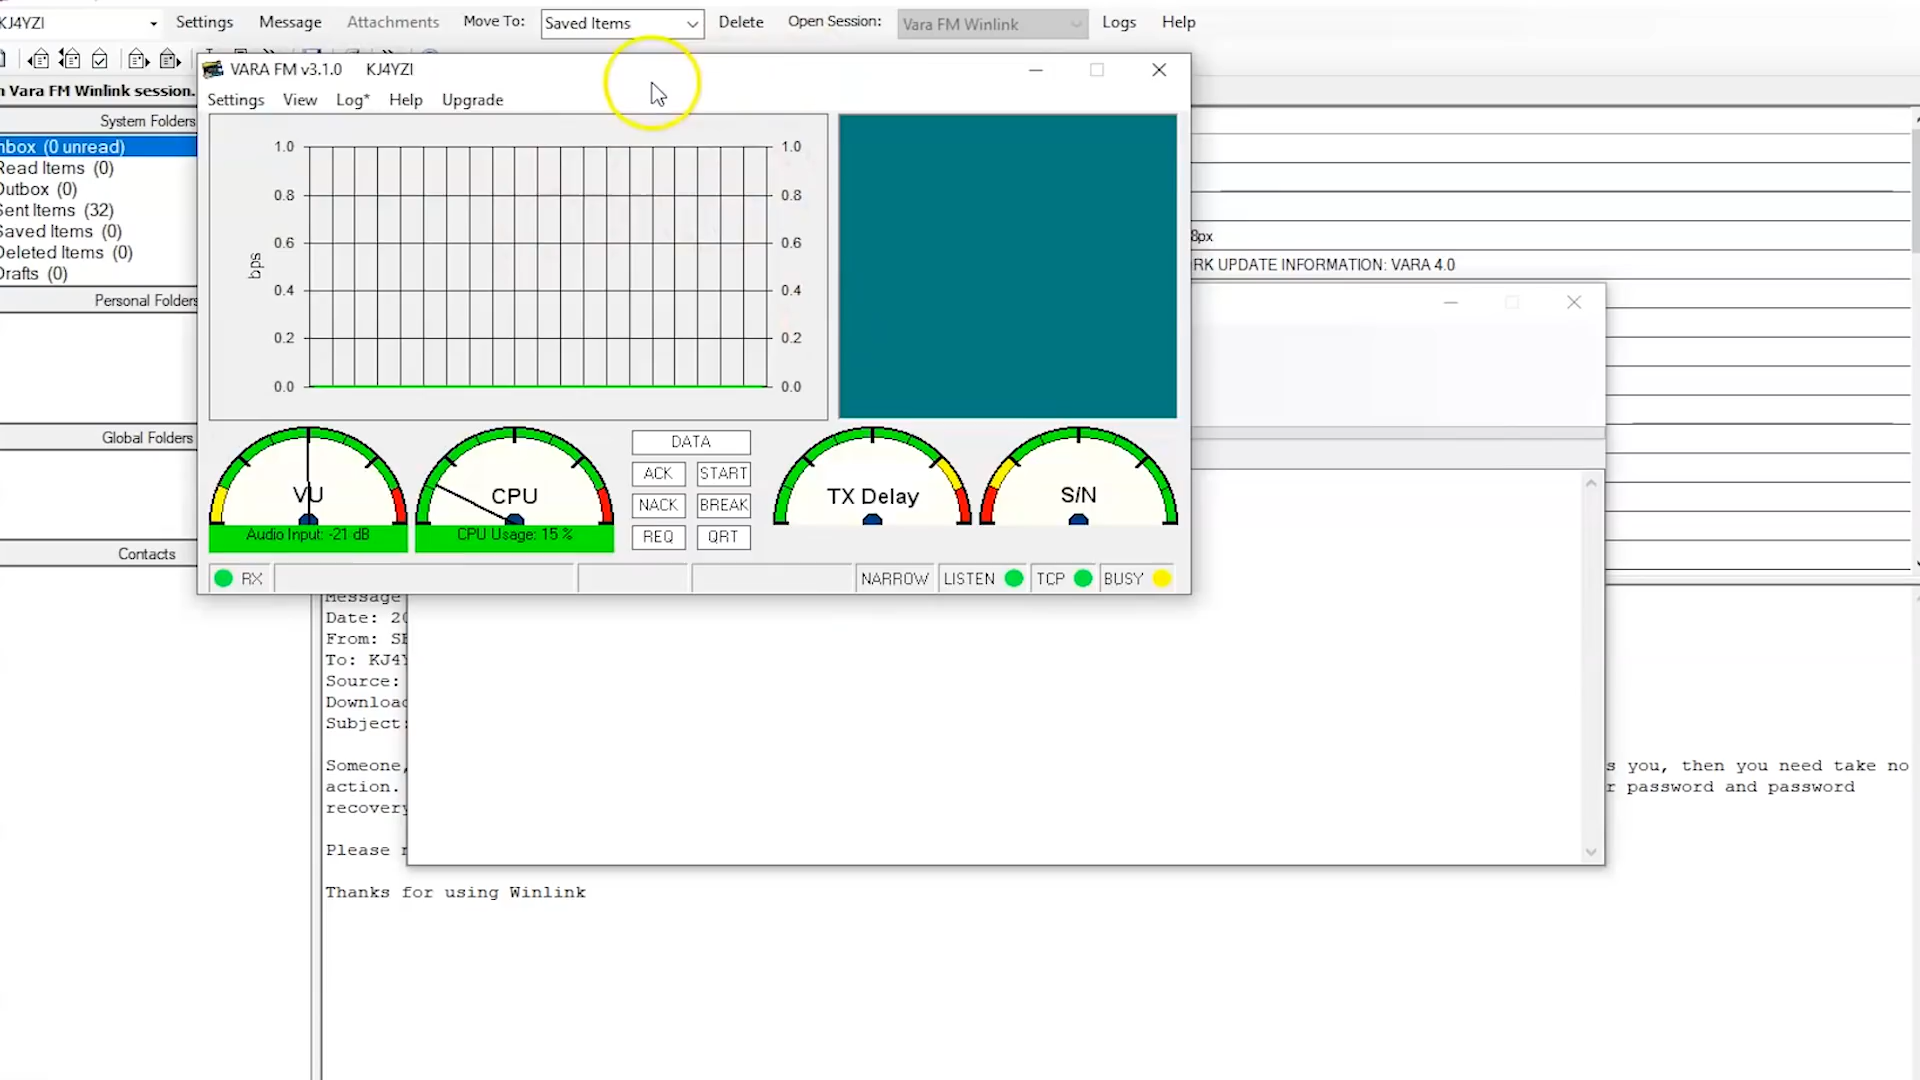 KJ4YZI
Settings
Message
Attachments
Move To:
Saved Items
Delete
Open Session:
Vara FM Winlink
Logs
Help
n Vara FM Winlink session.
System Folders
nbox (0 unread)
Read Items (0)
Outbox (0)
Sent Items (32)
Saved Items (0)
Deleted Items (0)
Drafts (0)
Personal Folders
Global Folders
Contacts
VARA FM v3.1.0 KJ4YZI
Settings View Log* Help Upgrade
bps
1.0 1.0
0.8 0.8
0.6 0.6
0.4 0.4
0.2 0.2
0.0 0.0
VU
Audio Input: -21 dB
CPU
CPU Usage: 15 %
DATA
ACK START
NACK BREAK
REQ QRT
TX Delay
S/N
RX
NARROW
LISTEN
TCP
BUSY
8px
RK UPDATE INFORMATION: VARA 4.0
Message
Date: 20
From: SE
To: KJ4Y
Source:
Download
Subject:
Someone, s you, then you need take no
action. r password and password
recovery
Please
Thanks for using Winlink